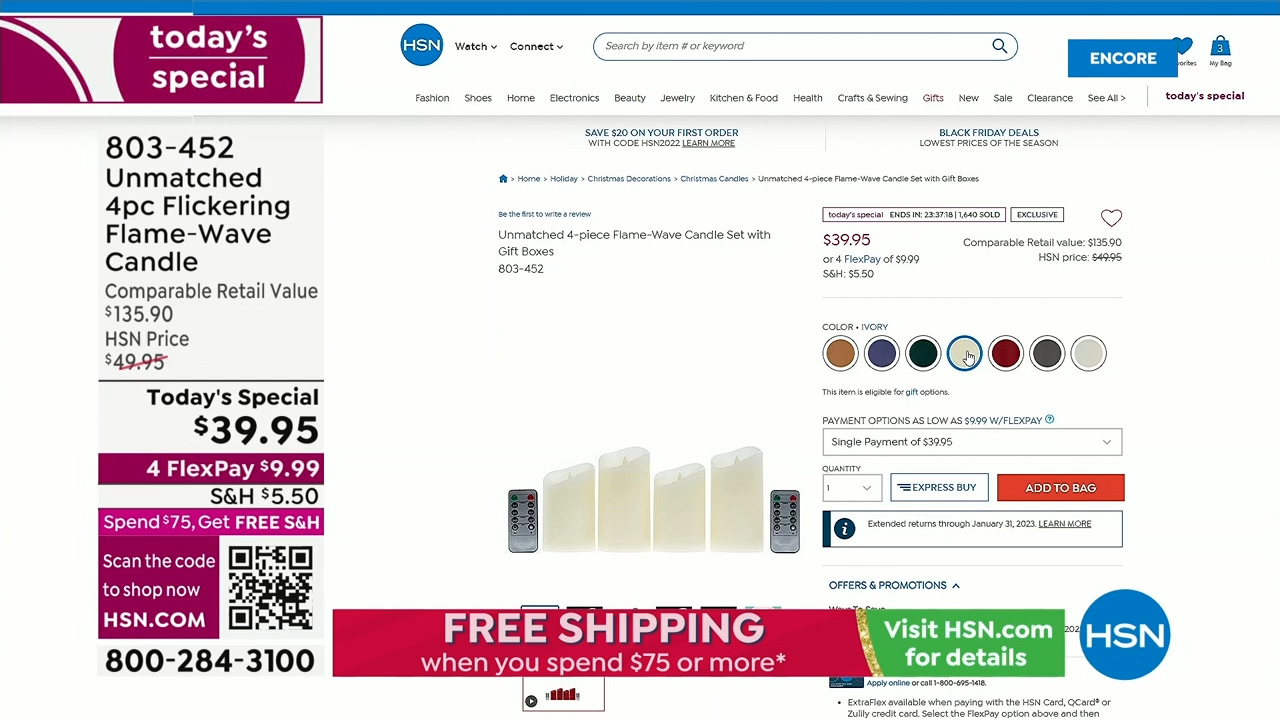 today's
special
803-452
Unmatched
4pc Flickering
Flame-Wave
Candle
Comparable Retail Value
$135.90
HSN Price
$49.95
Today's Special
$39.95
4 FlexPay $9.99
S&H $5.50
Spend $75, Get FREE S&H
Scan the code
to shop now
HSN.COM
800-284-3100
HSN
Watch
Connect
Search by item # or keyword
ENCORE
3
My Bag
Fashion Shoes Home Electronics Beauty Jewelry Kitchen & Food Health Crafts & Sewing Gifts New Sale Clearance See All > today's special
SAVE $20 ON YOUR FIRST ORDER
WITH CODE HSN2022 LEARN MORE
BLACK FRIDAY DEALS
LOWEST PRICES OF THE SEASON
> Home > Holiday > Christmas Decorations > Christmas Candles > Unmatched 4-piece Flame-Wave Candle Set with Gift Boxes
Be the first to write a review
Unmatched 4-piece Flame-Wave Candle Set with
Gift Boxes
803-452
today's special ENDS IN: 23:37:18 | 1,640 SOLD EXCLUSIVE
$39.95
or 4 FlexPay of $9.99
S&H: $5.50
Comparable Retail value: $135.90
HSN price: $49.95
COLOR • IVORY
This item is eligible for gift options.
PAYMENT OPTIONS AS LOW AS $9.99 W/FLEXPAY ?
Single Payment of $39.95
QUANTITY
1
EXPRESS BUY
ADD TO BAG
i Extended returns through January 31, 2023. LEARN MORE
OFFERS & PROMOTIONS
FREE SHIPPING
when you spend $75 or more*
Visit HSN.com
for details
HSN
Apply online or call 1-800-695-1418.
• ExtraFlex available when paying with the HSN Card, QCard® or
Zulily credit card. Select the FlexPay option above and then